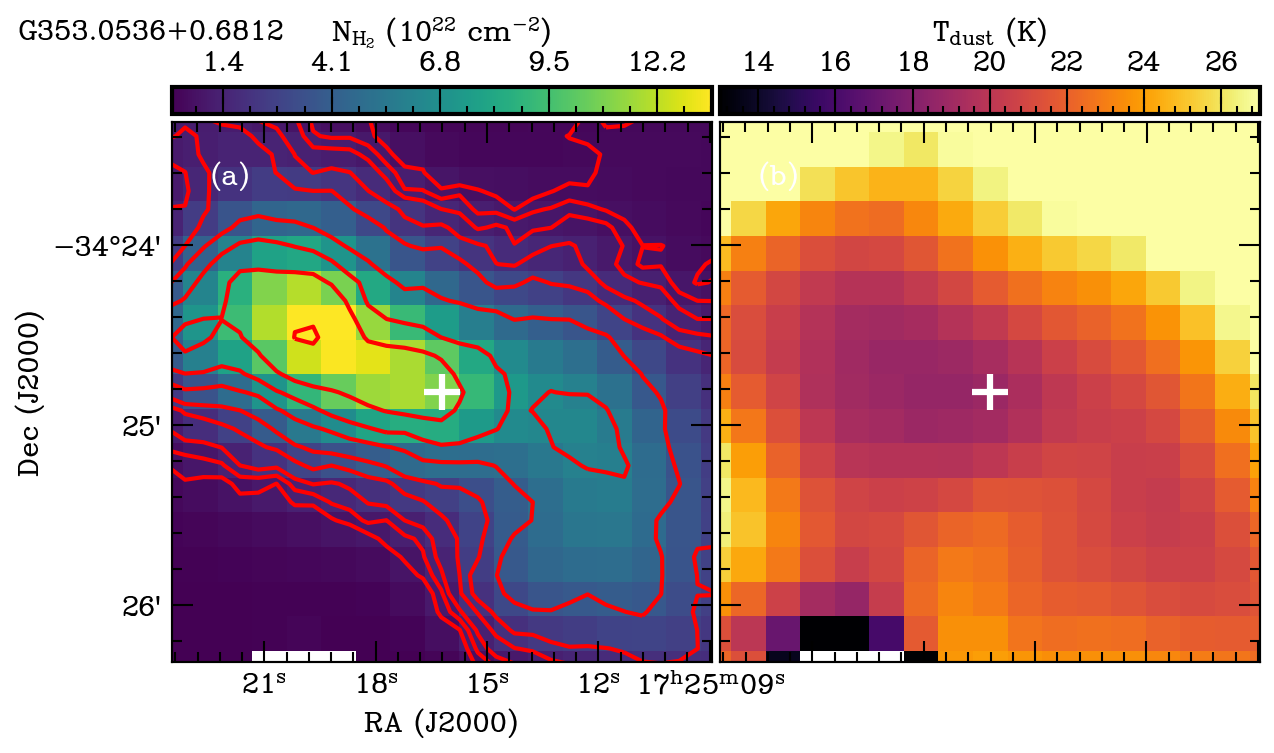 G353.0536+0.6812 N_H₂ (10²² cm⁻²) T_dust (K)
1.4 4.1 6.8 9.5 12.2 14 16 18 20 22 24 26
(a) (b)
−34°24'
25'
26'
Dec (J2000)
21ˢ 18ˢ 15ˢ 12ˢ 17ʰ25ᵐ09ˢ
RA (J2000)